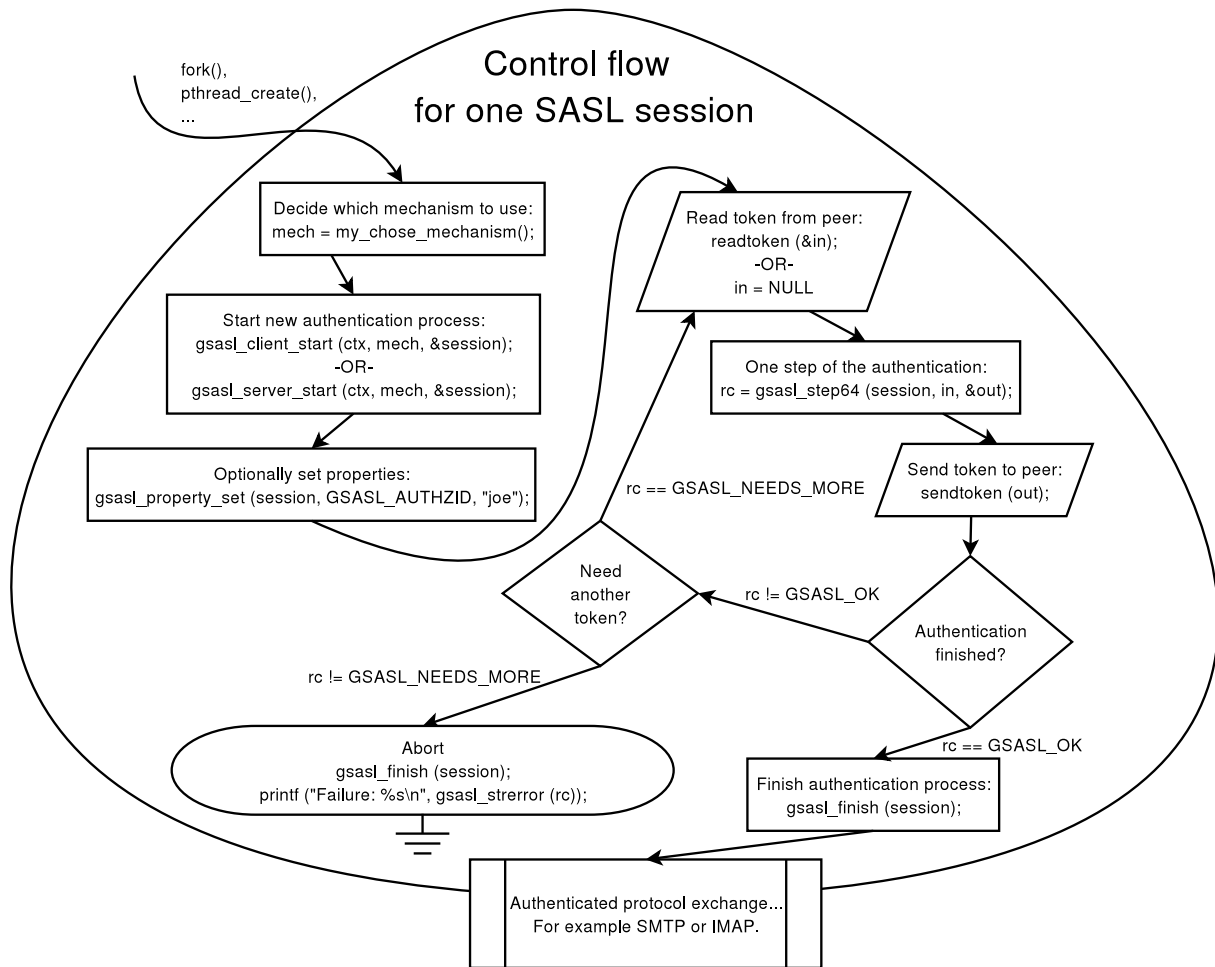 Control flow
for one SASL session
fork(),
pthread_create(),
...
Decide which mechanism to use:
mech = my_chose_mechanism();
Start new authentication process:
gsasl_client_start (ctx, mech, &session);
-OR-
gsasl_server_start (ctx, mech, &session);
Optionally set properties:
gsasl_property_set (session, GSASL_AUTHZID, "joe");
Read token from peer:
readtoken (&in);
-OR-
in = NULL
One step of the authentication:
rc = gsasl_step64 (session, in, &out);
Send token to peer:
sendtoken (out);
Authentication
finished?
rc != GSASL_OK
Need
another
token?
rc == GSASL_NEEDS_MORE
rc != GSASL_NEEDS_MORE
Abort
gsasl_finish (session);
printf ("Failure: %s\n", gsasl_strerror (rc));
rc == GSASL_OK
Finish authentication process:
gsasl_finish (session);
Authenticated protocol exchange...
For example SMTP or IMAP.